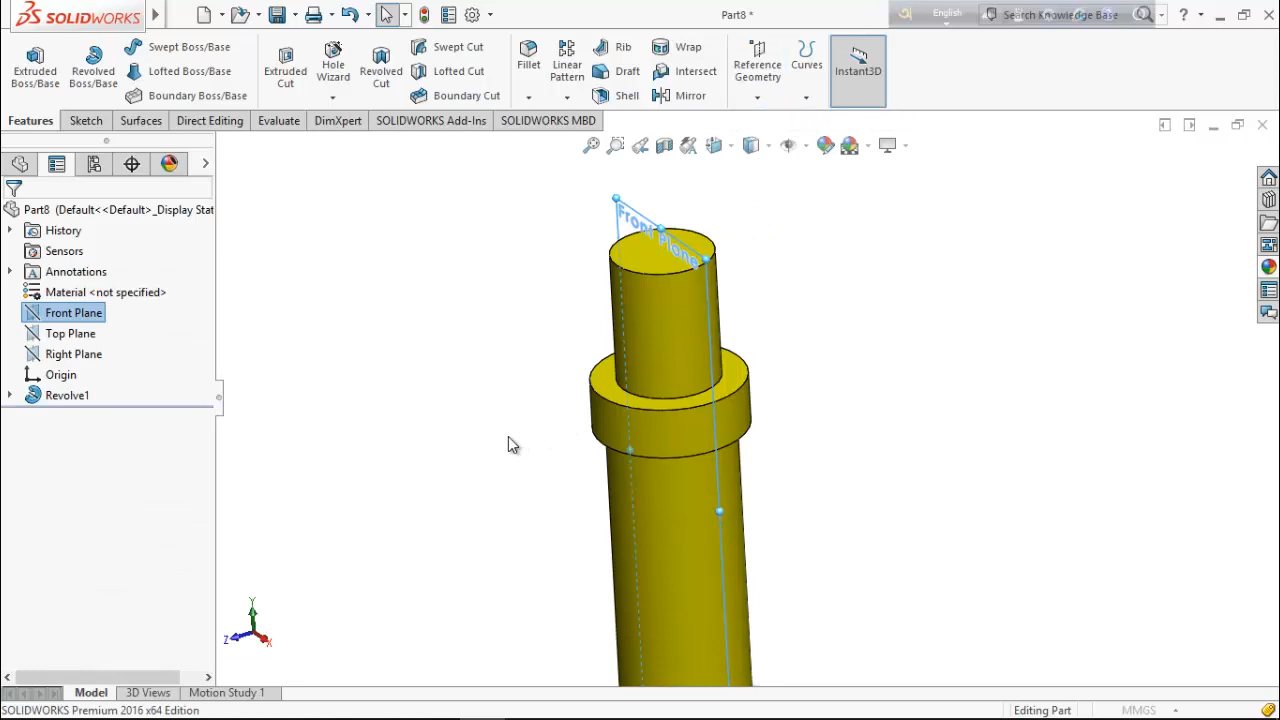 SOLIDWORKS
Part8 *
English
Search Knowledge Base
?
Extruded Boss/Base
Revolved Boss/Base
Swept Boss/Base
Lofted Boss/Base
Boundary Boss/Base
Extruded Cut
Hole Wizard
Revolved Cut
Swept Cut
Lofted Cut
Boundary Cut
Fillet
Linear Pattern
Rib
Draft
Shell
Wrap
Intersect
Mirror
Reference Geometry
Curves
Instant3D
Features Sketch Surfaces Direct Editing Evaluate DimXpert SOLIDWORKS Add-Ins SOLIDWORKS MBD
Part8 (Default<<Default>_Display Stat
History
Sensors
Annotations
Material <not specified>
Front Plane
Top Plane
Right Plane
Origin
Revolve1
Front Plane
Y
Z
X
Model 3D Views Motion Study 1
SOLIDWORKS Premium 2016 x64 Edition
Editing Part
MMGS